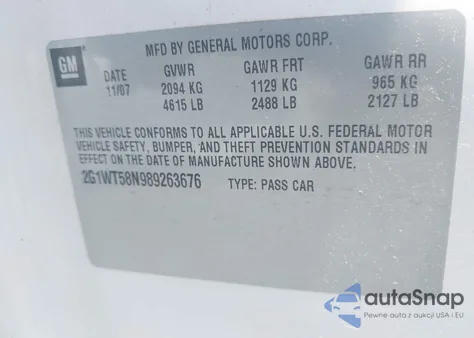 GM
MFD BY GENERAL MOTORS CORP.
DATE GVWR GAWR FRT GAWR RR
11/07 2094 KG 1129 KG 965 KG
4615 LB 2488 LB 2127 LB
THIS VEHICLE CONFORMS TO ALL APPLICABLE U.S. FEDERAL MOTOR
VEHICLE SAFETY, BUMPER, AND THEFT PREVENTION STANDARDS IN
EFFECT ON THE DATE OF MANUFACTURE SHOWN ABOVE.
2G1WT58N989263676 TYPE: PASS CAR
autoSnap
Pewne auta z aukcji USA i EU